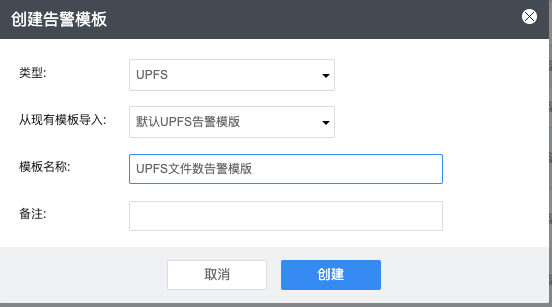 创建告警模板
类型: UPFS
从现有模板导入: 默认UPFS告警模版
模板名称: UPFS文件数告警模版
备注:
取消 创建